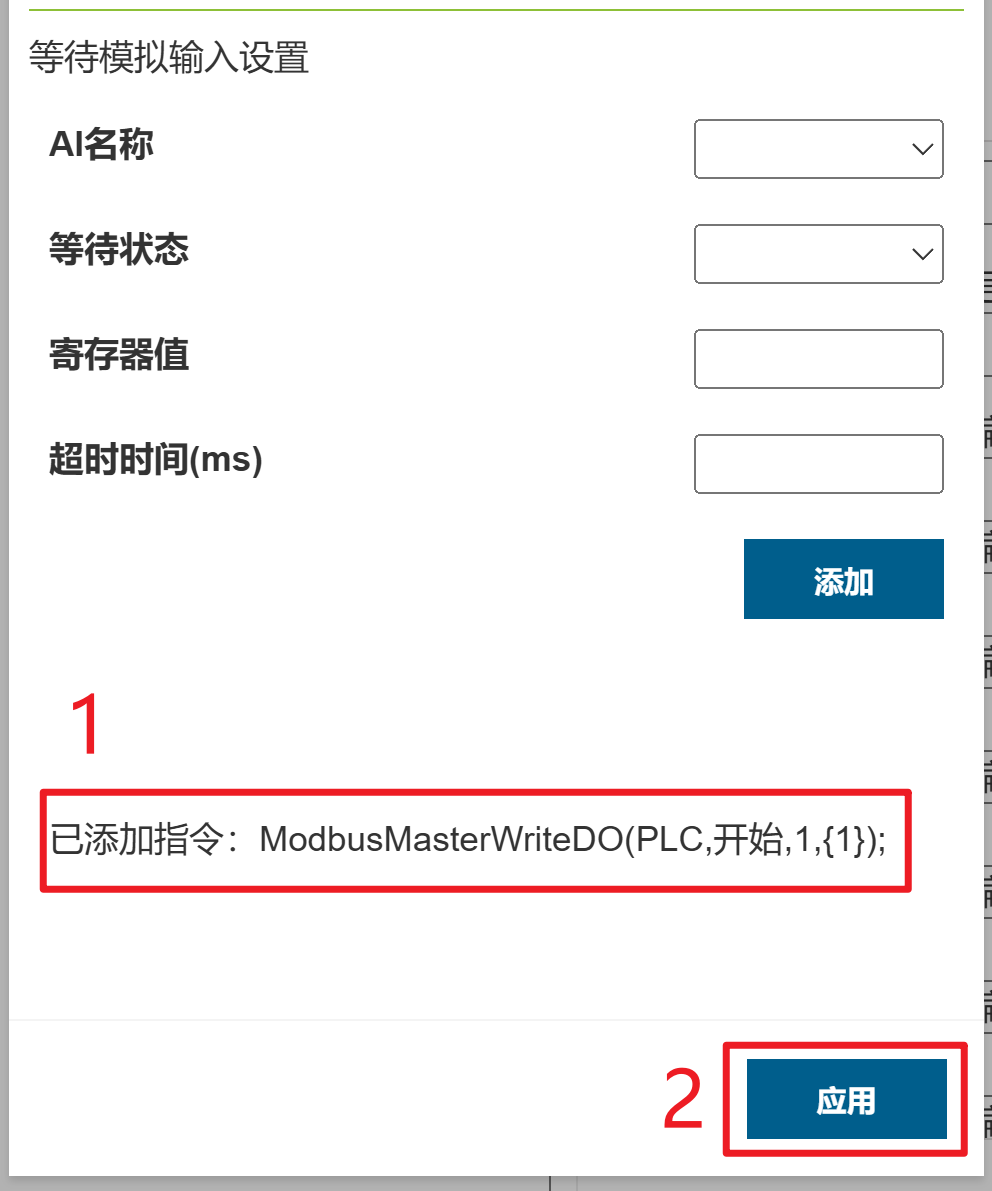 等待模拟输入设置
AI名称
等待状态
寄存器值
超时时间(ms)
添加
1
已添加指令：ModbusMasterWriteDO(PLC,开始,1,{1});
2
应用